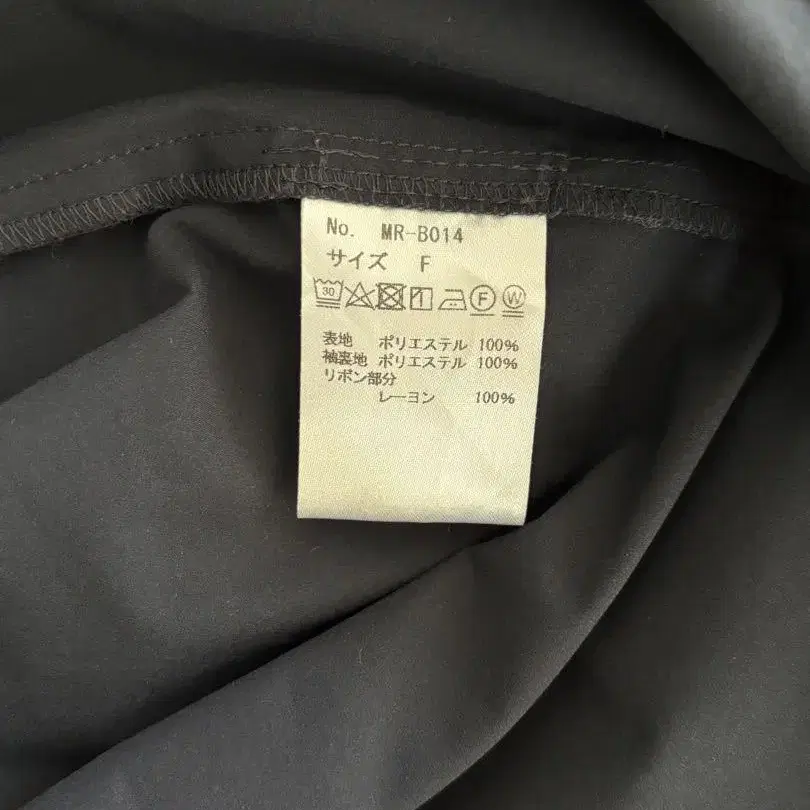 No. MR-B014
サイズ F
30 F W
表地 ポリエステル 100%
袖裏地 ポリエステル 100%
リボン部分
レーヨン 100%